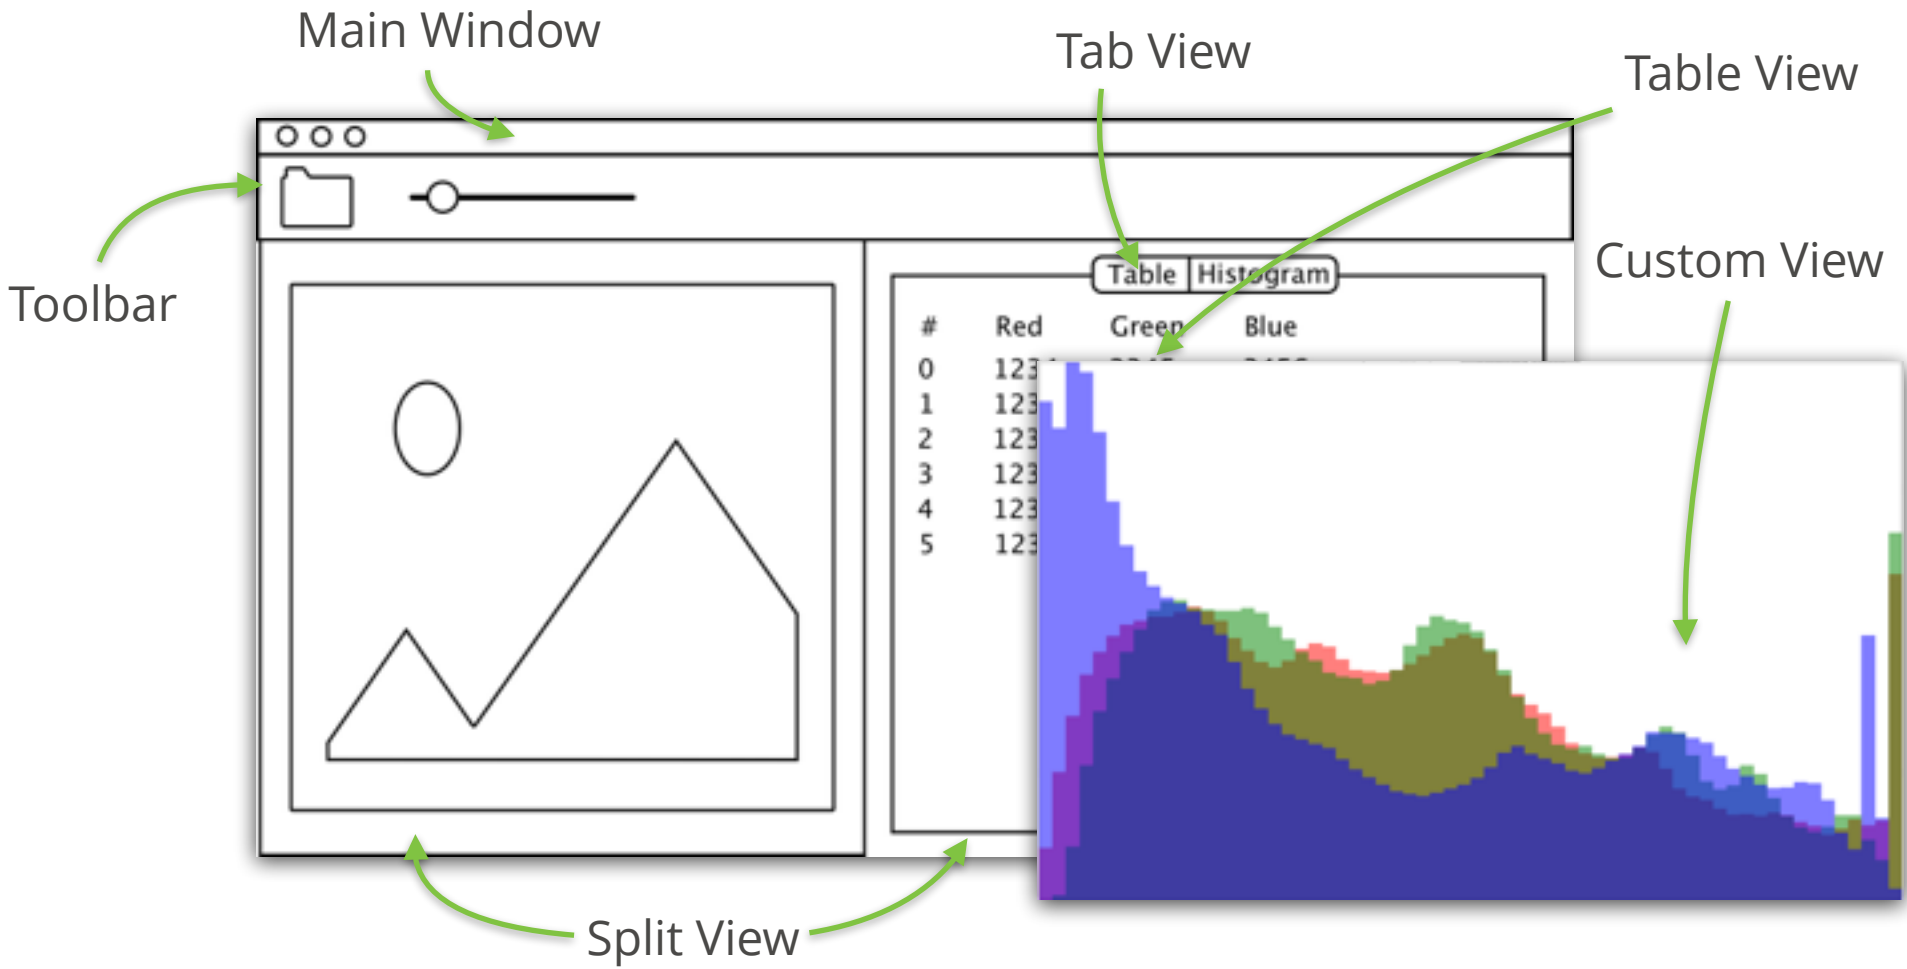 Main Window
Tab View
Table View
Toolbar
Custom View
Table Histogram
# Red Green Blue
0
1
2
3
4
5
Split View